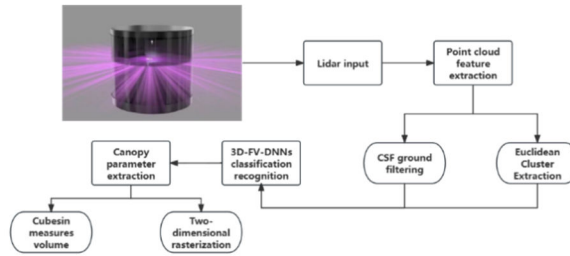 Lidar input
Point cloud
feature
extraction
CSF ground
filtering
Euclidean
Cluster
Extraction
3D-FV-DNNs
classification
recognition
Canopy
parameter
extraction
Cubesin
measures
volume
Two-
dimensional
rasterization